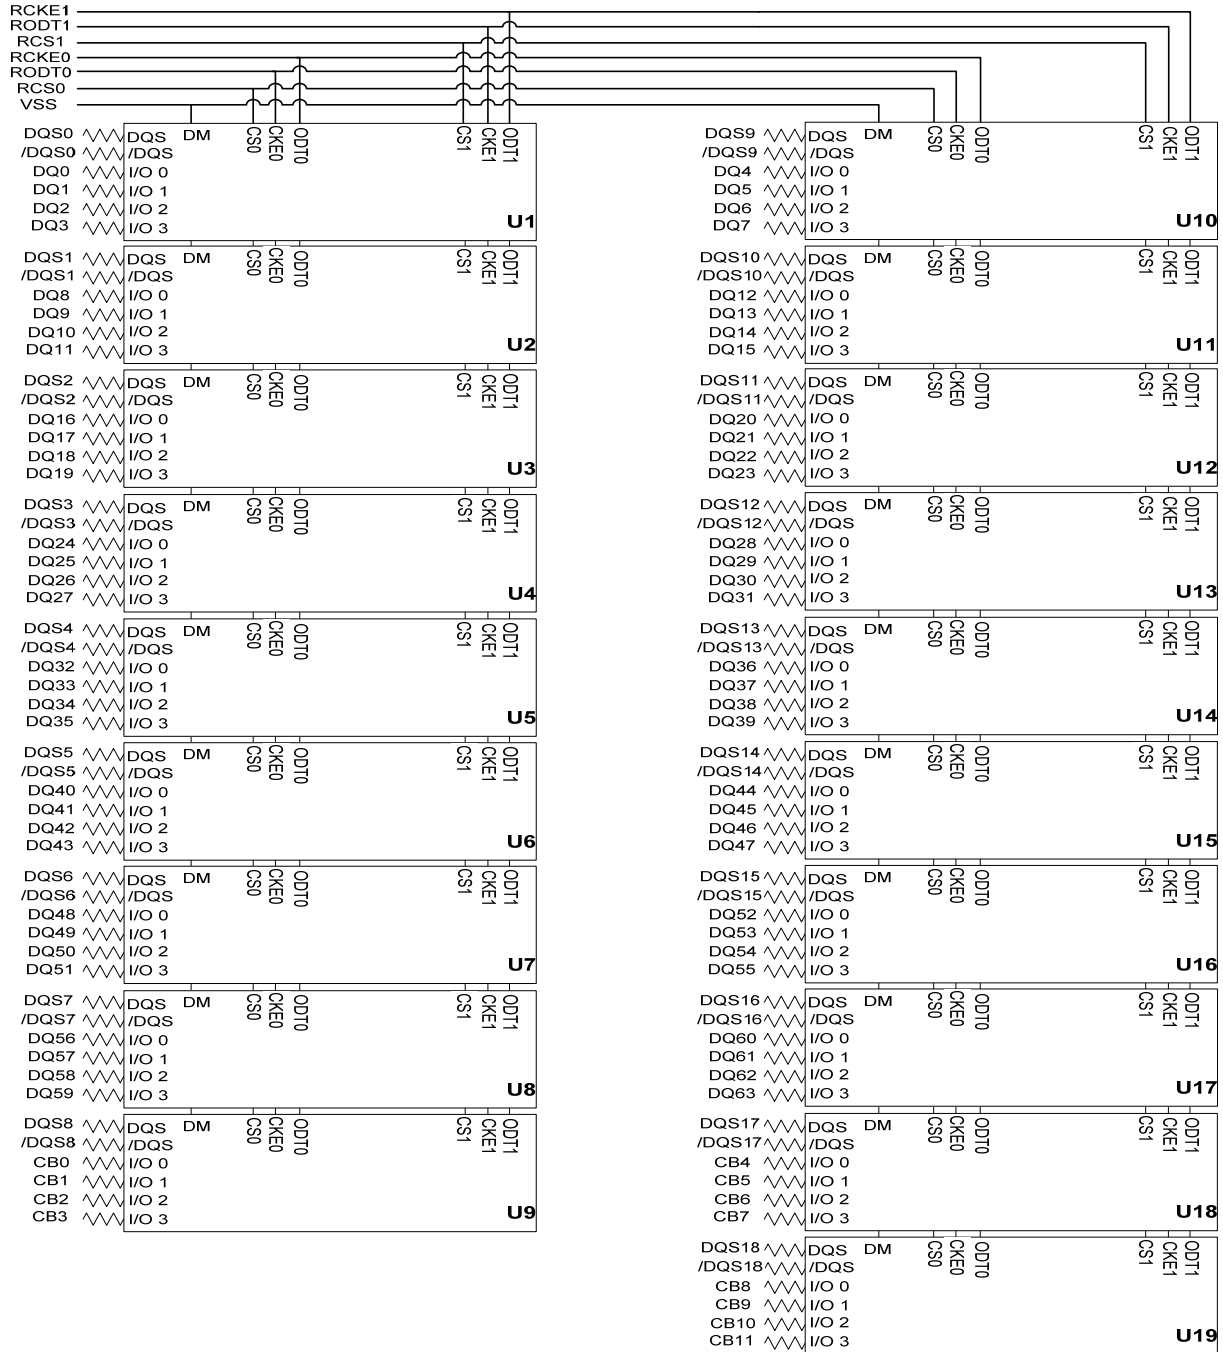 RCKE1
RODT1
RCS1
RCKE0
RODT0
RCS0
VSS
DQS0 DQS DM CS0 CKE0 ODT0 CS1 CKE1 ODT1
/DQS0 /DQS
DQ0 I/O 0
DQ1 I/O 1
DQ2 I/O 2
DQ3 I/O 3
U1
DQS1 DQS DM CS0 CKE0 ODT0 CS1 CKE1 ODT1
/DQS1 /DQS
DQ8 I/O 0
DQ9 I/O 1
DQ10 I/O 2
DQ11 I/O 3
U2
DQS2 DQS DM CS0 CKE0 ODT0 CS1 CKE1 ODT1
/DQS2 /DQS
DQ16 I/O 0
DQ17 I/O 1
DQ18 I/O 2
DQ19 I/O 3
U3
DQS3 DQS DM CS0 CKE0 ODT0 CS1 CKE1 ODT1
/DQS3 /DQS
DQ24 I/O 0
DQ25 I/O 1
DQ26 I/O 2
DQ27 I/O 3
U4
DQS4 DQS DM CS0 CKE0 ODT0 CS1 CKE1 ODT1
/DQS4 /DQS
DQ32 I/O 0
DQ33 I/O 1
DQ34 I/O 2
DQ35 I/O 3
U5
DQS5 DQS DM CS0 CKE0 ODT0 CS1 CKE1 ODT1
/DQS5 /DQS
DQ40 I/O 0
DQ41 I/O 1
DQ42 I/O 2
DQ43 I/O 3
U6
DQS6 DQS DM CS0 CKE0 ODT0 CS1 CKE1 ODT1
/DQS6 /DQS
DQ48 I/O 0
DQ49 I/O 1
DQ50 I/O 2
DQ51 I/O 3
U7
DQS7 DQS DM CS0 CKE0 ODT0 CS1 CKE1 ODT1
/DQS7 /DQS
DQ56 I/O 0
DQ57 I/O 1
DQ58 I/O 2
DQ59 I/O 3
U8
DQS8 DQS DM CS0 CKE0 ODT0 CS1 CKE1 ODT1
/DQS8 /DQS
CB0 I/O 0
CB1 I/O 1
CB2 I/O 2
CB3 I/O 3
U9
DQS9 DQS DM CS0 CKE0 ODT0 CS1 CKE1 ODT1
/DQS9 /DQS
DQ4 I/O 0
DQ5 I/O 1
DQ6 I/O 2
DQ7 I/O 3
U10
DQS10 DQS DM CS0 CKE0 ODT0 CS1 CKE1 ODT1
/DQS10 /DQS
DQ12 I/O 0
DQ13 I/O 1
DQ14 I/O 2
DQ15 I/O 3
U11
DQS11 DQS DM CS0 CKE0 ODT0 CS1 CKE1 ODT1
/DQS11 /DQS
DQ20 I/O 0
DQ21 I/O 1
DQ22 I/O 2
DQ23 I/O 3
U12
DQS12 DQS DM CS0 CKE0 ODT0 CS1 CKE1 ODT1
/DQS12 /DQS
DQ28 I/O 0
DQ29 I/O 1
DQ30 I/O 2
DQ31 I/O 3
U13
DQS13 DQS DM CS0 CKE0 ODT0 CS1 CKE1 ODT1
/DQS13 /DQS
DQ36 I/O 0
DQ37 I/O 1
DQ38 I/O 2
DQ39 I/O 3
U14
DQS14 DQS DM CS0 CKE0 ODT0 CS1 CKE1 ODT1
/DQS14 /DQS
DQ44 I/O 0
DQ45 I/O 1
DQ46 I/O 2
DQ47 I/O 3
U15
DQS15 DQS DM CS0 CKE0 ODT0 CS1 CKE1 ODT1
/DQS15 /DQS
DQ52 I/O 0
DQ53 I/O 1
DQ54 I/O 2
DQ55 I/O 3
U16
DQS16 DQS DM CS0 CKE0 ODT0 CS1 CKE1 ODT1
/DQS16 /DQS
DQ60 I/O 0
DQ61 I/O 1
DQ62 I/O 2
DQ63 I/O 3
U17
DQS17 DQS DM CS0 CKE0 ODT0 CS1 CKE1 ODT1
/DQS17 /DQS
CB4 I/O 0
CB5 I/O 1
CB6 I/O 2
CB7 I/O 3
U18
DQS18 DQS DM CS0 CKE0 ODT0 CS1 CKE1 ODT1
/DQS18 /DQS
CB8 I/O 0
CB9 I/O 1
CB10 I/O 2
CB11 I/O 3
U19